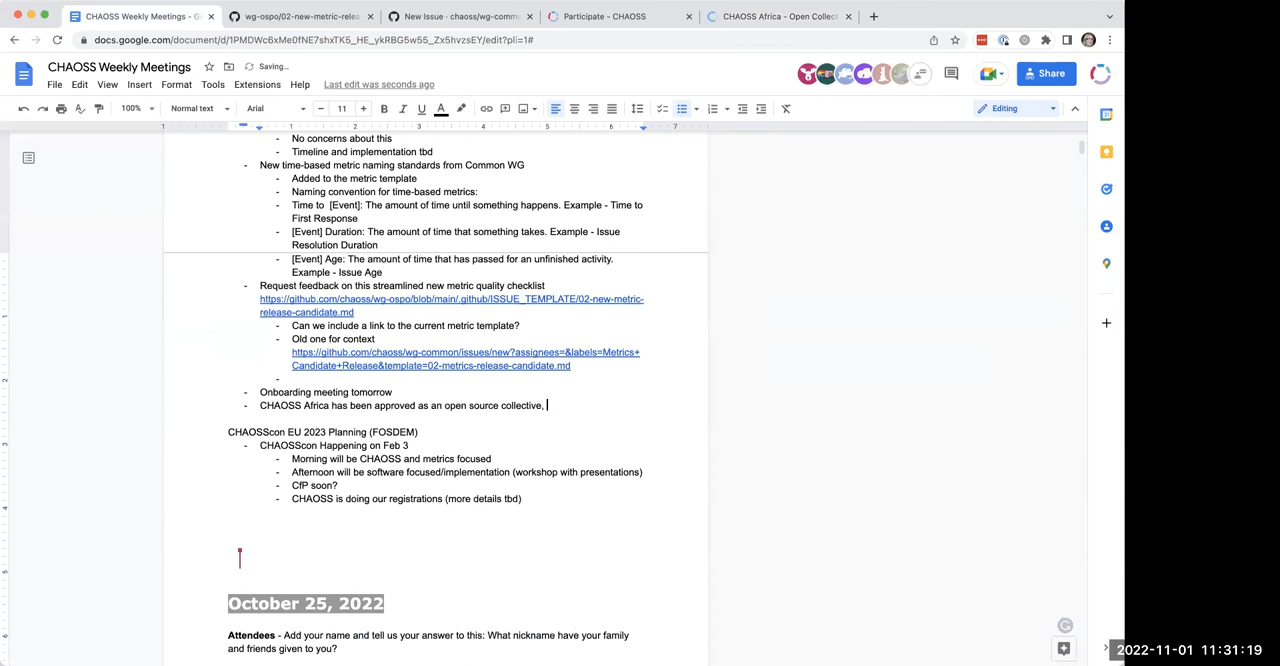 CHAOSS Weekly Meetings - G
wg-ospo/02-new-metric-relea
New Issue · chaoss/wg-comm
Participate - CHAOSS
CHAOSS Africa - Open Collect
docs.google.com/document/d/1PMDWc6xMe0fNE7shxTK5_HE_ykRBG5w55_Zx5hvzsEY/edit?pli=1#
CHAOSS Weekly Meetings
Saving...
File Edit View Insert Format Tools Extensions Help Last edit was seconds ago
Share
100% Normal text Arial 11 Editing
No concerns about this
- Timeline and implementation tbd
- New time-based metric naming standards from Common WG
- Added to the metric template
- Naming convention for time-based metrics:
- Time to [Event]: The amount of time until something happens. Example - Time to
First Response
- [Event] Duration: The amount of time that something takes. Example - Issue
Resolution Duration
- [Event] Age: The amount of time that has passed for an unfinished activity.
Example - Issue Age
- Request feedback on this streamlined new metric quality checklist
https://github.com/chaoss/wg-ospo/blob/main/.github/ISSUE_TEMPLATE/02-new-metric-
release-candidate.md
- Can we include a link to the current metric template?
- Old one for context
https://github.com/chaoss/wg-common/issues/new?assignees=&labels=Metrics+
Candidate+Release&template=02-metrics-release-candidate.md
-
- Onboarding meeting tomorrow
- CHAOSS Africa has been approved as an open source collective,
CHAOSScon EU 2023 Planning (FOSDEM)
- CHAOSScon Happening on Feb 3
- Morning will be CHAOSS and metrics focused
- Afternoon will be software focused/implementation (workshop with presentations)
- CfP soon?
- CHAOSS is doing our registrations (more details tbd)
October 25, 2022
Attendees - Add your name and tell us your answer to this: What nickname have your family
and friends given to you?
2022-11-01 11:31:19